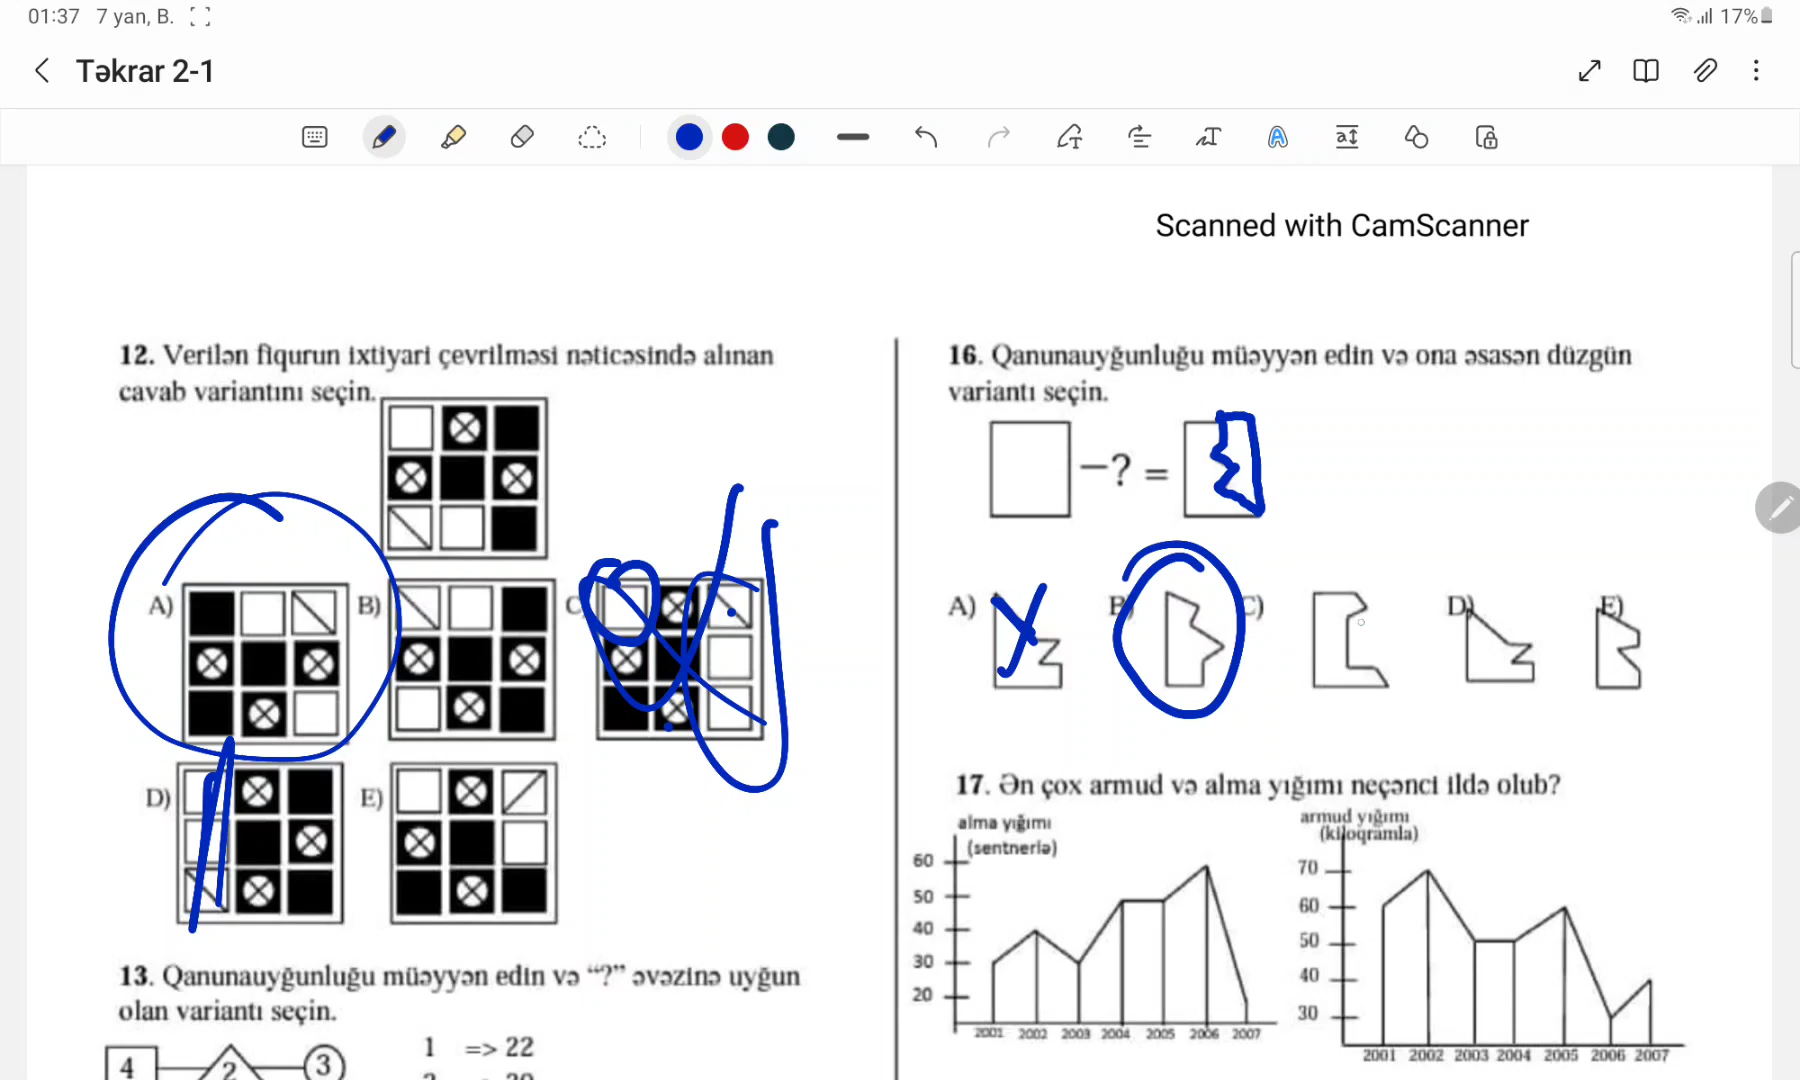 01:37 7 yan, B. 17%
Təkrar 2-1
Scanned with CamScanner
12. Verilən fiqurun ixtiyari çevrilməsi nəticəsində alınan
cavab variantını seçin.
A) B) C
D) E)
13. Qanunauyğunluğu müəyyən edin və “?” əvəzinə uyğun
olan variantı seçin.
4 2 3
1 => 22
16. Qanunauyğunluğu müəyyən edin və ona əsasən düzgün
variantı seçin.
−? =
A) B) C) D) E)
17. Ən çox armud və alma yığımı neçənci ildə olub?
alma yığımı
(sentnerlə)
60
50
40
30
20
2001 2002 2003 2004 2005 2006 2007
armud yığımı
(kiloqramla)
70
60
50
40
30
2001 2002 2003 2004 2005 2006 2007